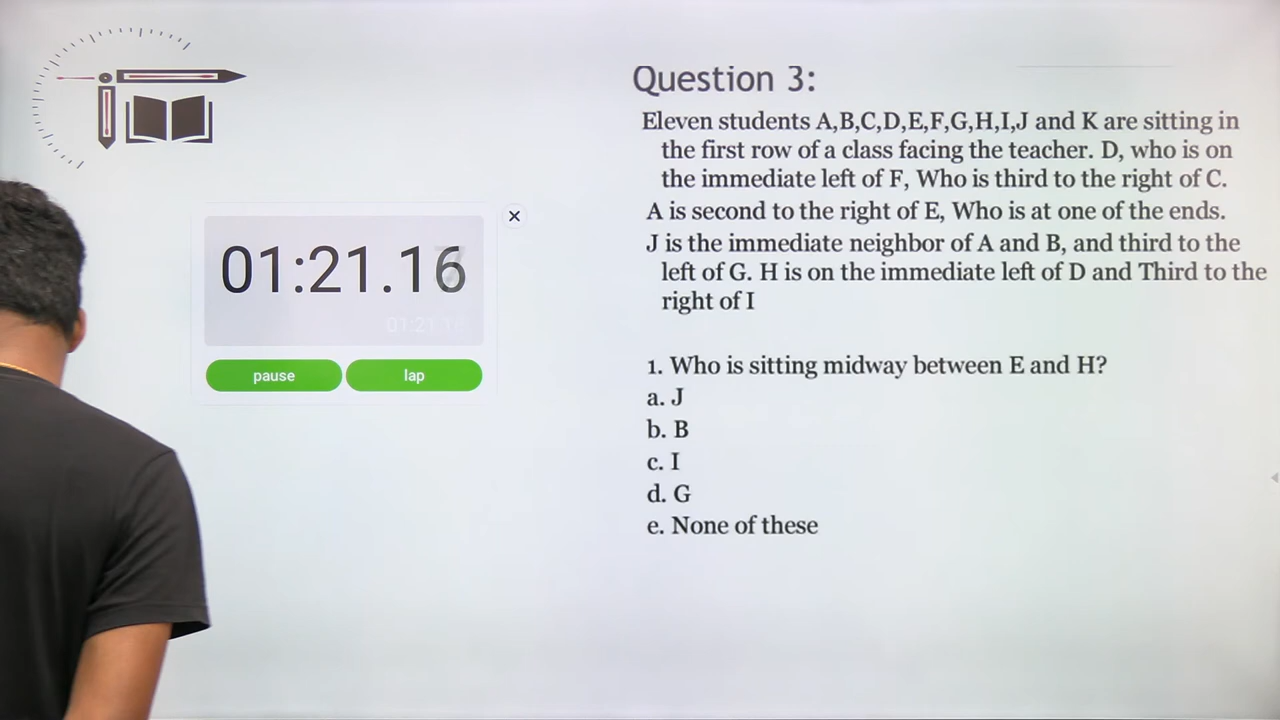 Question 3:
Eleven students A,B,C,D,E,F,G,H,I,J and K are sitting in
the first row of a class facing the teacher. D, who is on
the immediate left of F, Who is third to the right of C.
A is second to the right of E, Who is at one of the ends.
J is the immediate neighbor of A and B, and third to the
left of G. H is on the immediate left of D and Third to the
right of I
01:21.16
01:21.16
pause
lap
1. Who is sitting midway between E and H?
a. J
b. B
c. I
d. G
e. None of these